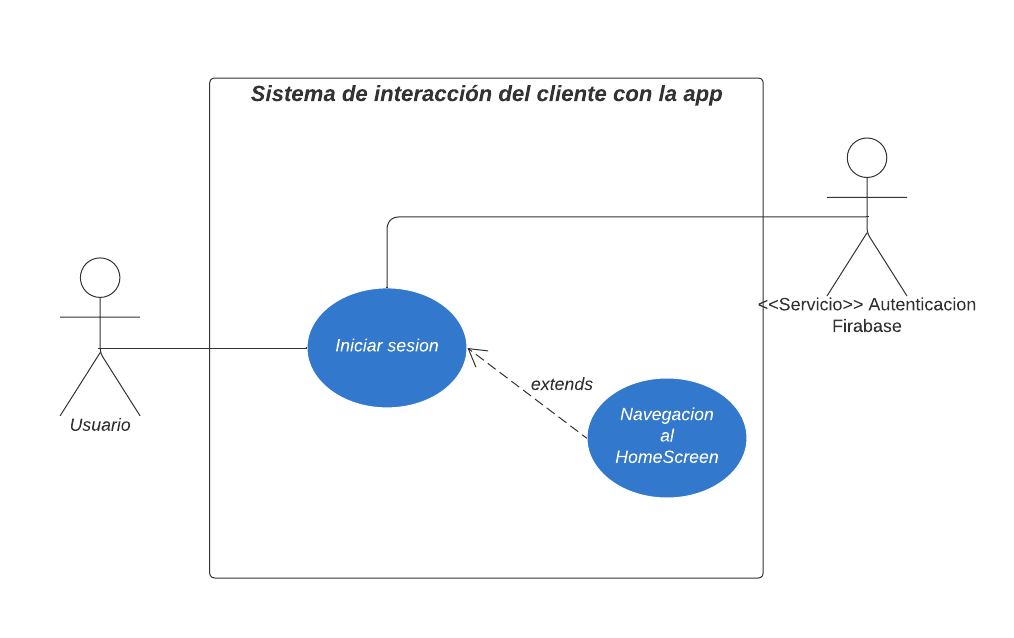 Sistema de interacción del cliente con la app
<<Servicio>> Autenticacion
Firabase
Iniciar sesion
extends
Navegacion
al
HomeScreen
Usuario